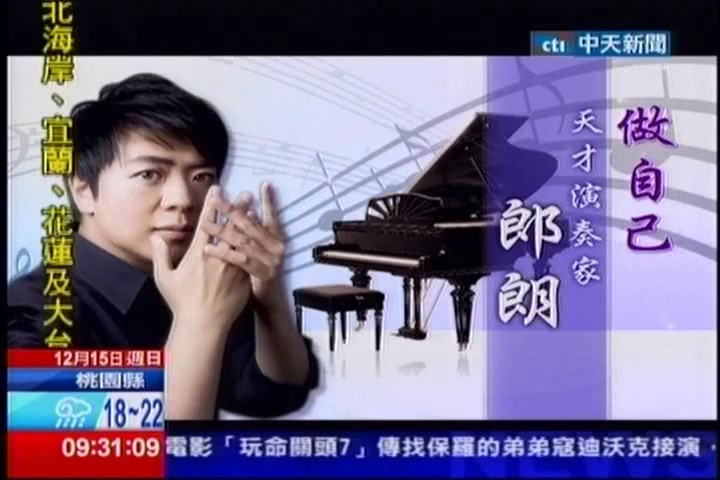 北海岸、宜蘭、花蓮及大台
cti 中天新聞
做自己
天才演奏家
郎朗
12月15日 週日
桃園縣
18~22
09:31:09
電影「玩命關頭7」傳找保羅的弟弟寇迪沃克接演，
NEWS